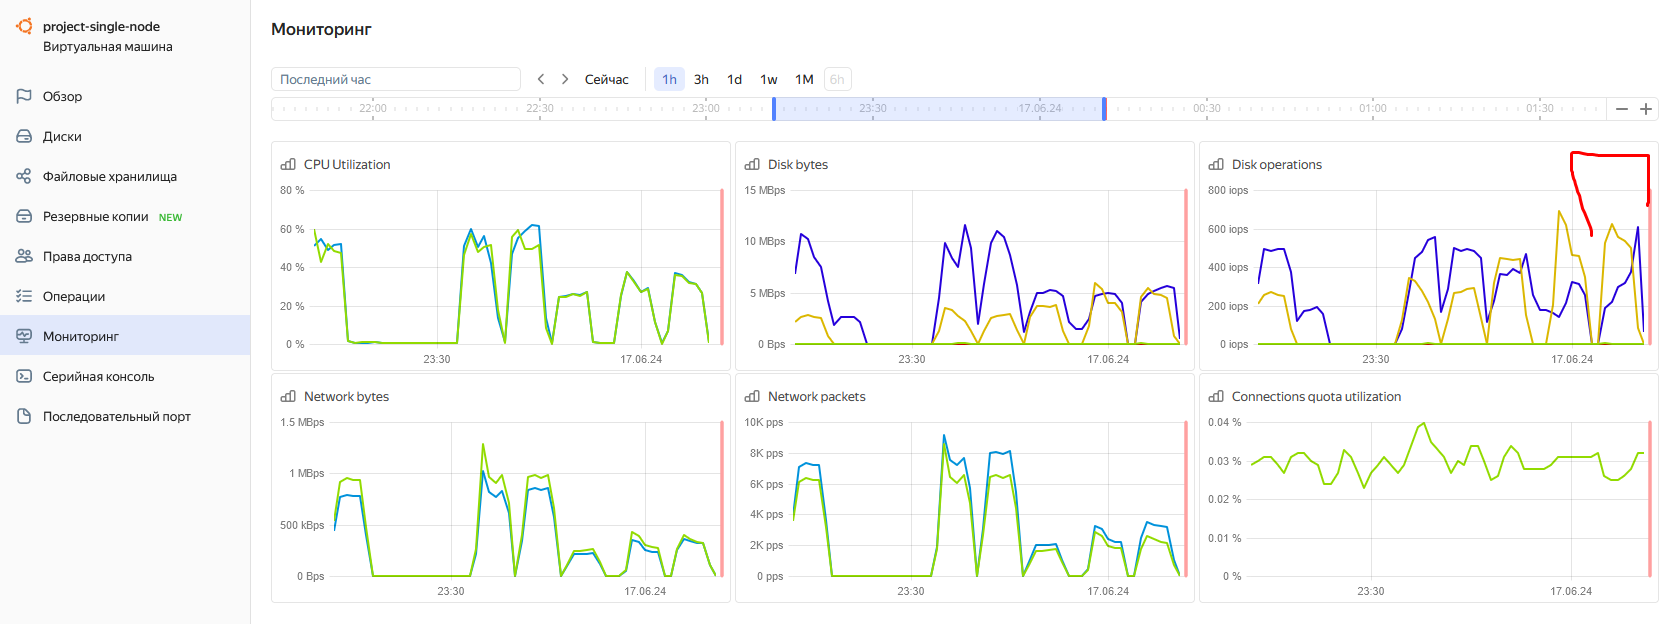 project-single-node
Виртуальная машина
Обзор
Диски
Файловые хранилища
Резервные копии NEW
Права доступа
Операции
Мониторинг
Серийная консоль
Последовательный порт
Мониторинг
Последний час
Сейчас
1h 3h 1d 1w 1M 6h
22:00 22:30 23:00 23:30 17.06.24 00:30 01:00 01:30
CPU Utilization
80 %
60 %
40 %
20 %
0 %
23:30 17.06.24
Disk bytes
15 MBps
10 MBps
5 MBps
0 Bps
23:30 17.06.24
Disk operations
800 iops
600 iops
400 iops
200 iops
0 iops
23:30 17.06.24
Network bytes
1.5 MBps
1 MBps
500 kBps
0 Bps
23:30 17.06.24
Network packets
10K pps
8K pps
6K pps
4K pps
2K pps
0 pps
23:30 17.06.24
Connections quota utilization
0.04 %
0.03 %
0.02 %
0.01 %
0 %
23:30 17.06.24